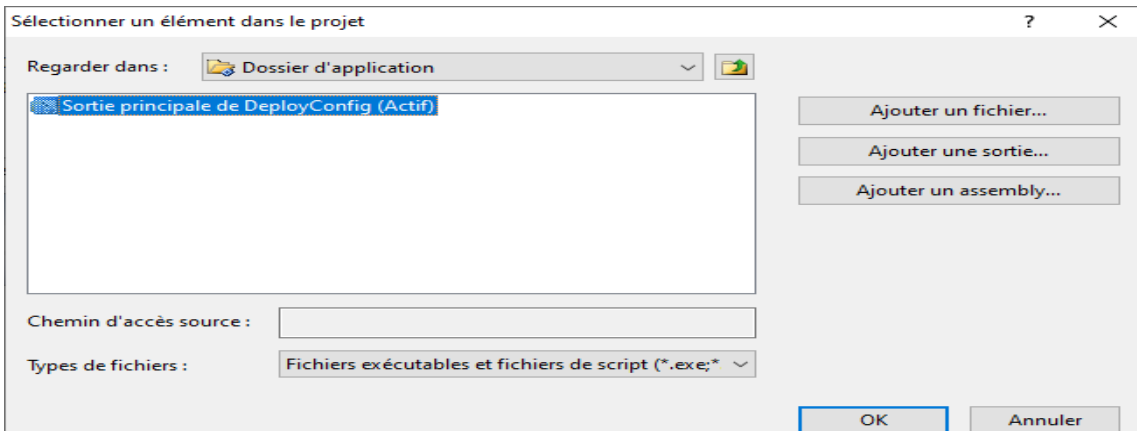 Sélectionner un élément dans le projet
Regarder dans :
Dossier d'application
Sortie principale de DeployConfig (Actif)
Ajouter un fichier...
Ajouter une sortie...
Ajouter un assembly...
Chemin d'accès source :
Types de fichiers :
Fichiers exécutables et fichiers de script (*.exe;*
OK
Annuler